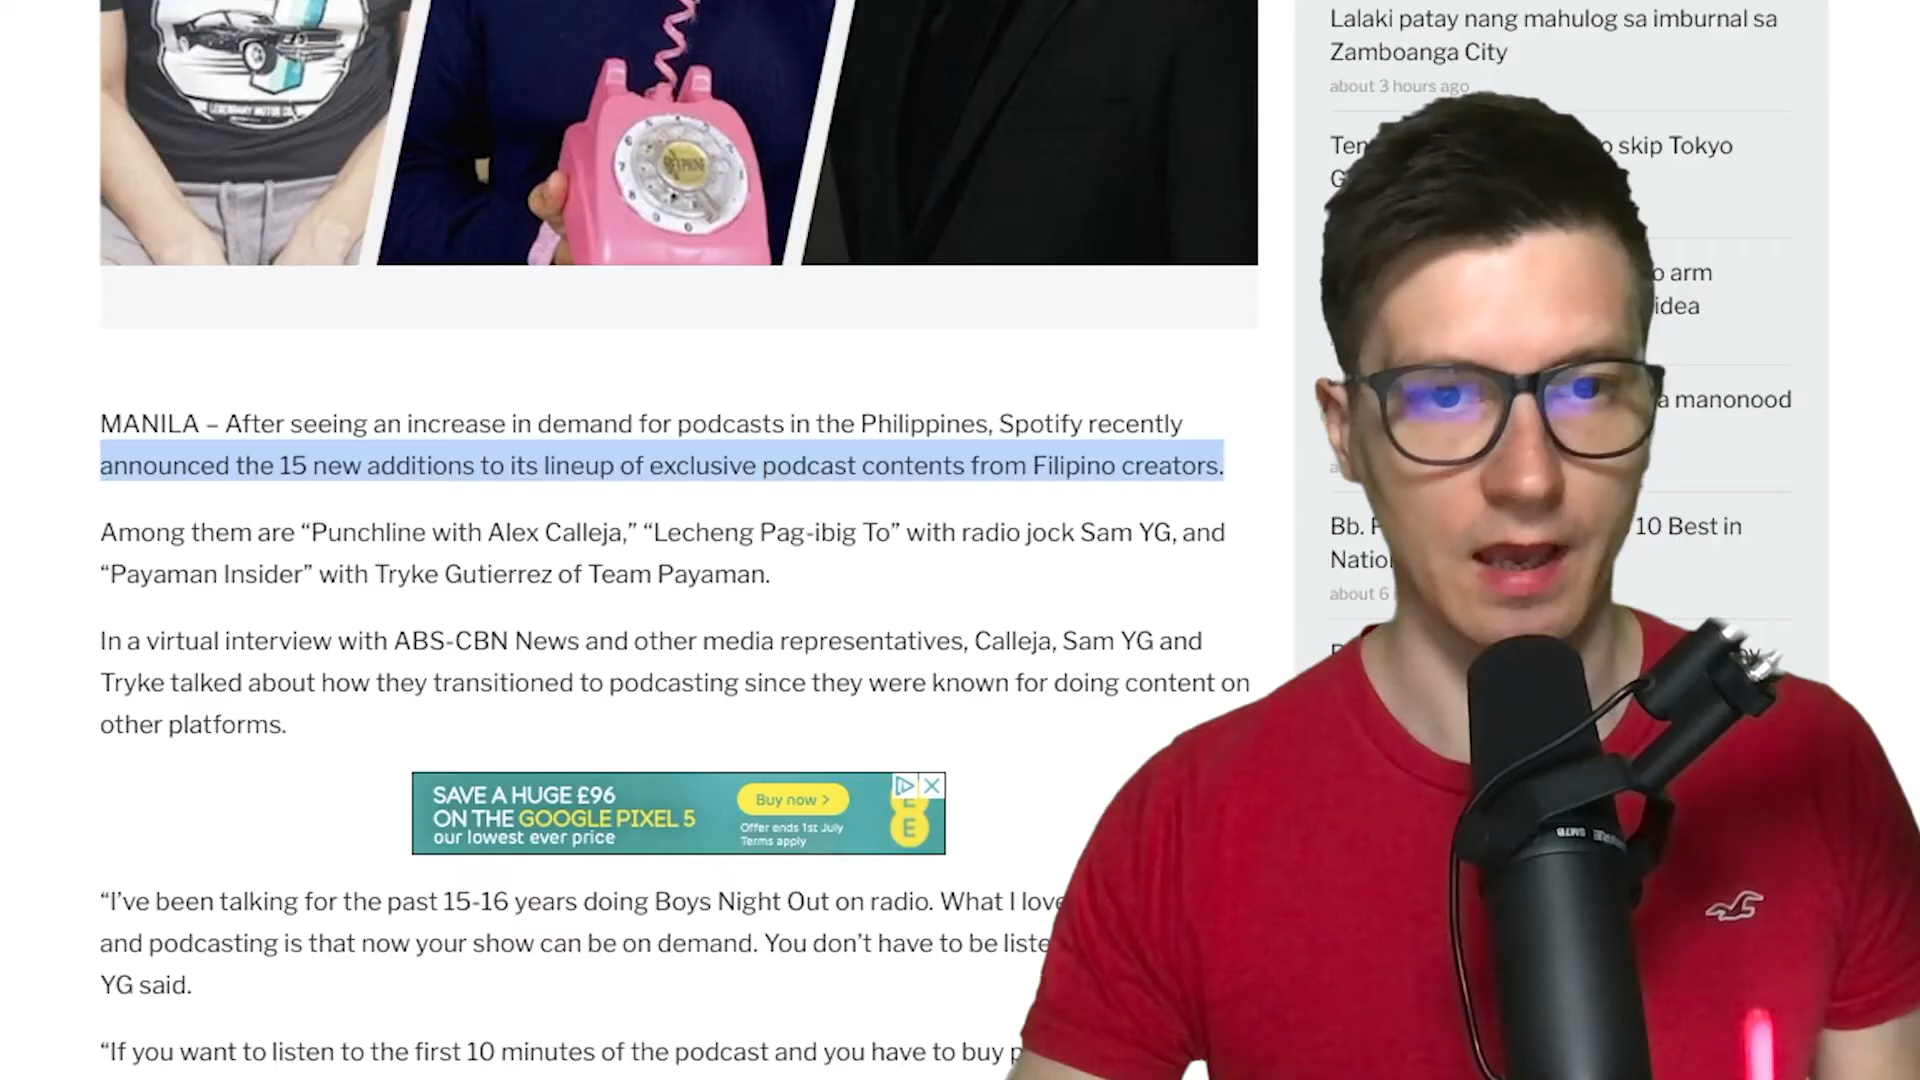 Lalaki patay nang mahulog sa imburnal sa
Zamboanga City
about 3 hours ago
skip Tokyo
arm
idea
manonood
Bb.
10 Best in
about 6
MANILA – After seeing an increase in demand for podcasts in the Philippines, Spotify recently
announced the 15 new additions to its lineup of exclusive podcast contents from Filipino creators.
Among them are “Punchline with Alex Calleja,” “Lecheng Pag-ibig To” with radio jock Sam YG, and
“Payaman Insider” with Tryke Gutierrez of Team Payaman.
In a virtual interview with ABS-CBN News and other media representatives, Calleja, Sam YG and
Tryke talked about how they transitioned to podcasting since they were known for doing content on
other platforms.
SAVE A HUGE £96
ON THE GOOGLE PIXEL 5
our lowest ever price
Buy now >
Offer ends 1st July
Terms apply
E
E
“I’ve been talking for the past 15-16 years doing Boys Night Out on radio. What I love
and podcasting is that now your show can be on demand. You don’t have to be
YG said.
“If you want to listen to the first 10 minutes of the podcast and you have to buy
SM7B